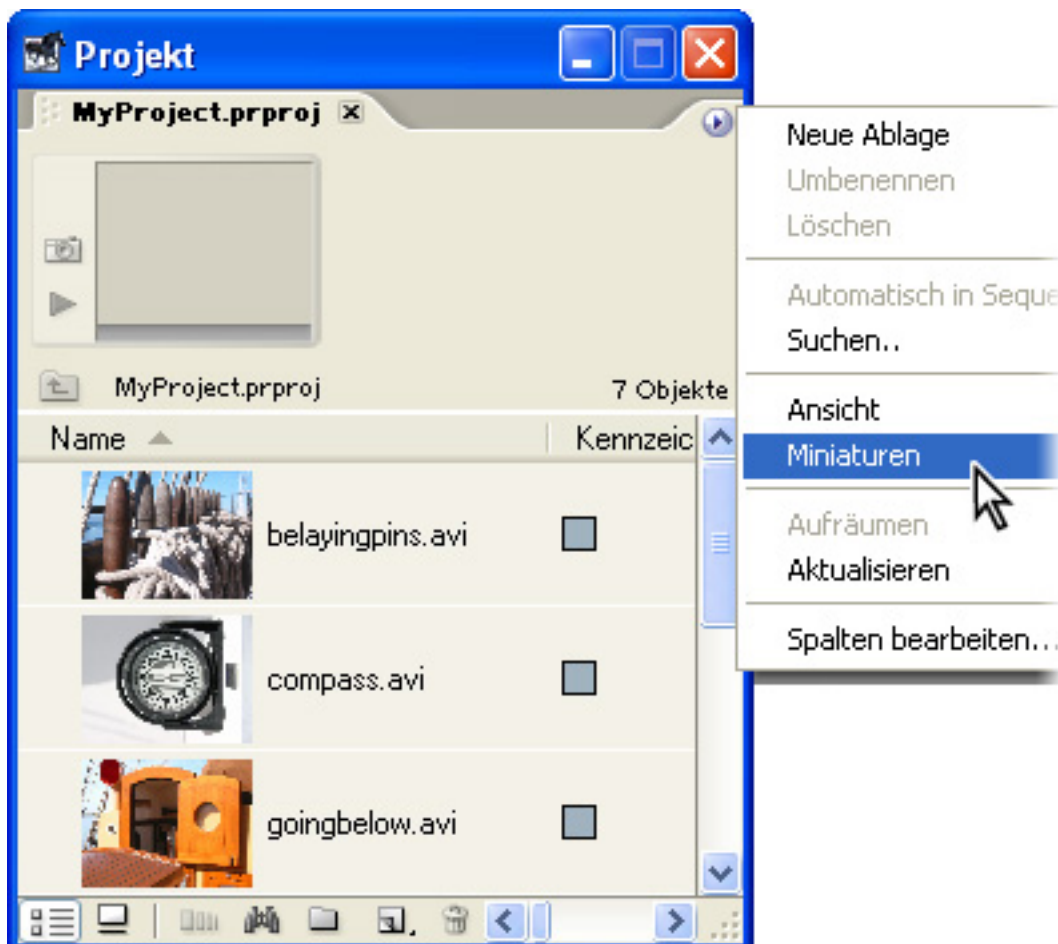 Projekt
MyProject.prproj
MyProject.prproj 7 Objekte
Name Kennzeic
belayingpins.avi
compass.avi
goingbelow.avi
Neue Ablage
Umbenennen
Löschen
Automatisch in Seque
Suchen..
Ansicht
Miniaturen
Aufräumen
Aktualisieren
Spalten bearbeiten...